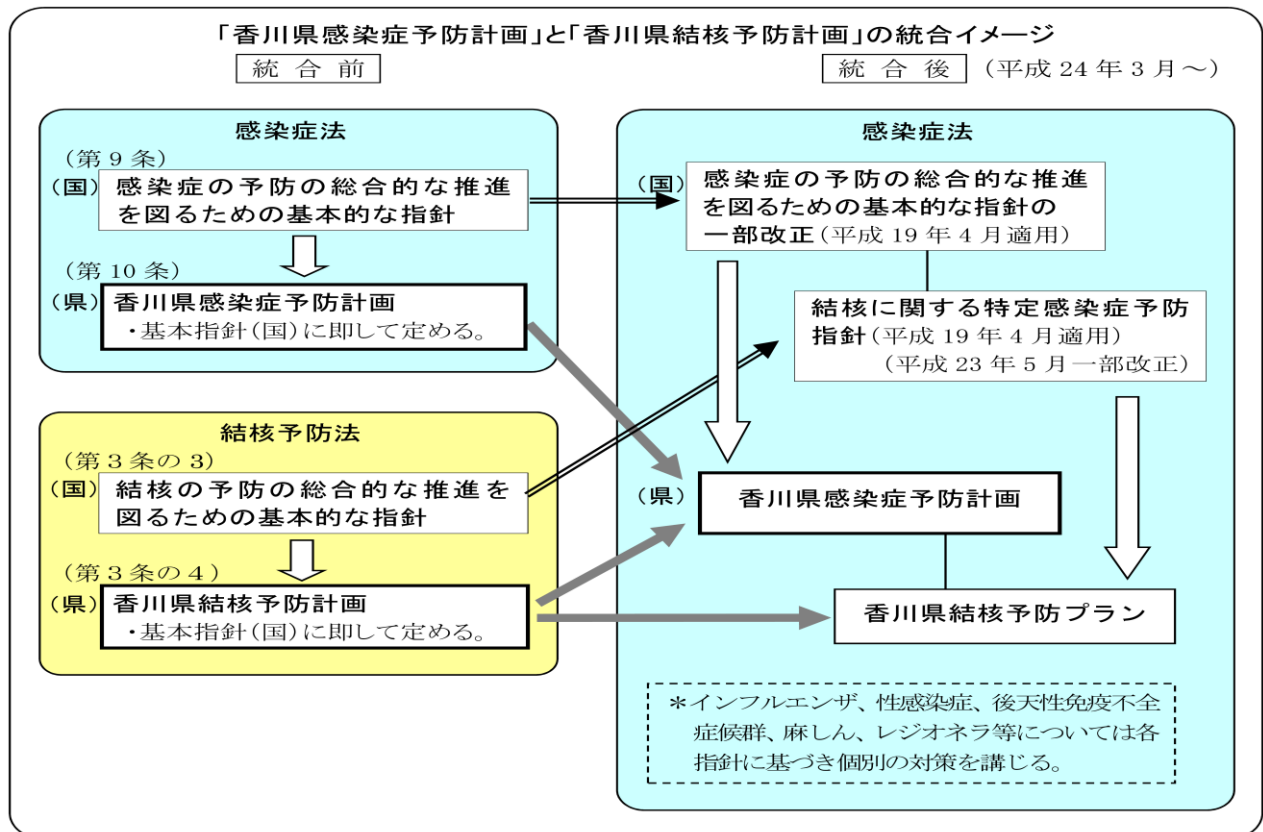 「香川県感染症予防計画」と「香川県結核予防計画」の統合イメージ
統合前
統合後 (平成24年3月～)
感染症法
(第9条)
(国) 感染症の予防の総合的な推進
を図るための基本的な指針
(第10条)
(県) 香川県感染症予防計画
・基本指針(国)に即して定める。
結核予防法
(第3条の3)
(国) 結核の予防の総合的な推進を
図るための基本的な指針
(第3条の4)
(県) 香川県結核予防計画
・基本指針(国)に即して定める。
感染症法
(国) 感染症の予防の総合的な推進
を図るための基本的な指針の
一部改正(平成19年4月適用)
結核に関する特定感染症予防
指針(平成19年4月適用)
(平成23年5月一部改正)
(県) 香川県感染症予防計画
香川県結核予防プラン
＊インフルエンザ、性感染症、後天性免疫不全
症候群、麻しん、レジオネラ等については各
指針に基づき個別の対策を講じる。